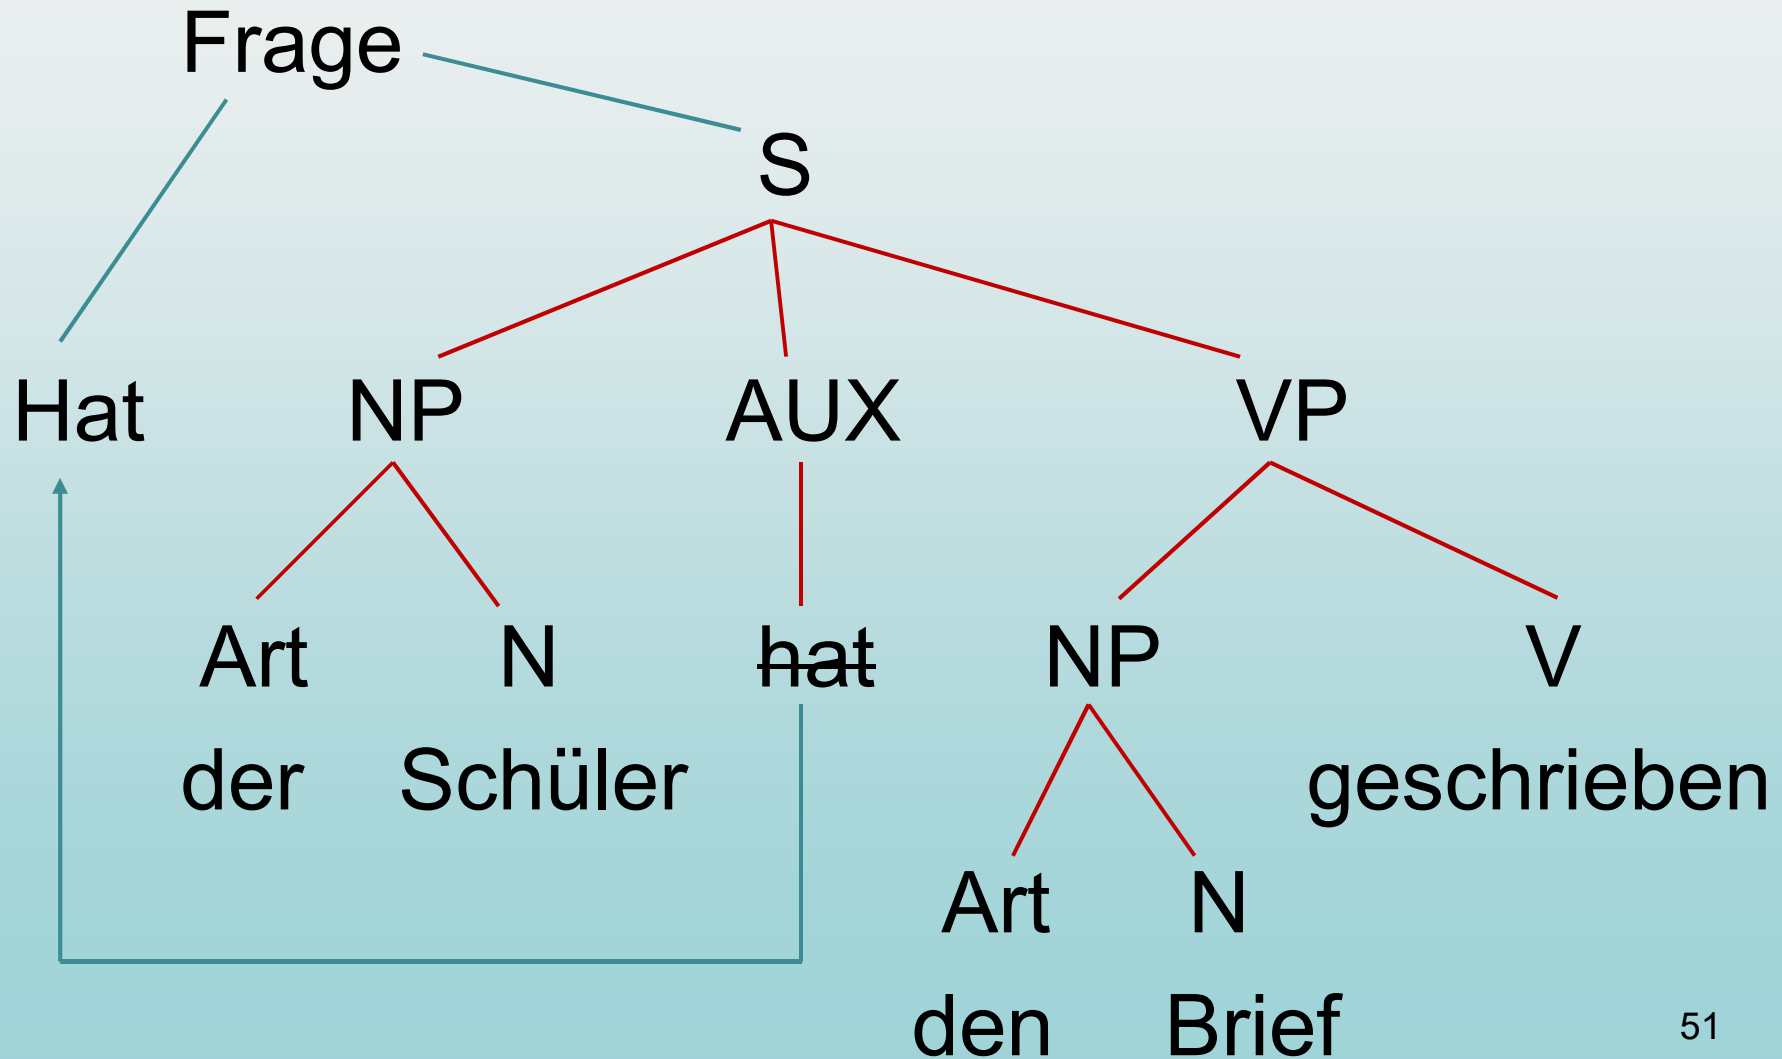 Frage
S
Hat NP AUX VP
Art N hat NP V
der Schüler geschrieben
Art N
den Brief
51